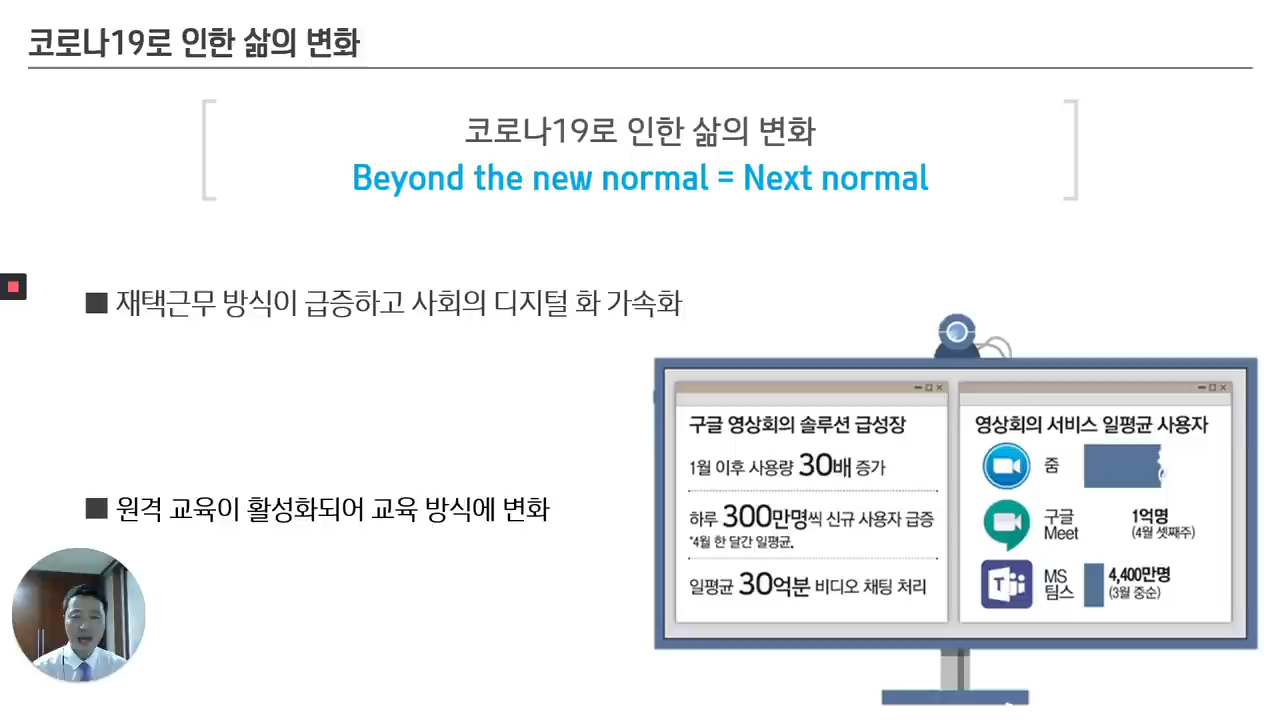 코로나19로 인한 삶의 변화
코로나19로 인한 삶의 변화
Beyond the new normal = Next normal
■ 재택근무 방식이 급증하고 사회의 디지털 화 가속화
■ 원격 교육이 활성화되어 교육 방식에 변화
구글 영상회의 솔루션 급성장
1월 이후 사용량 30배 증가
하루 300만명씩 신규 사용자 급증
*4월 한 달간 일평균.
일평균 30억분 비디오 채팅 처리
영상회의 서비스 일평균 사용자
줌
구글
Meet
1억명
(4월 셋째주)
MS
팀스
4,400만명
(3월 중순)